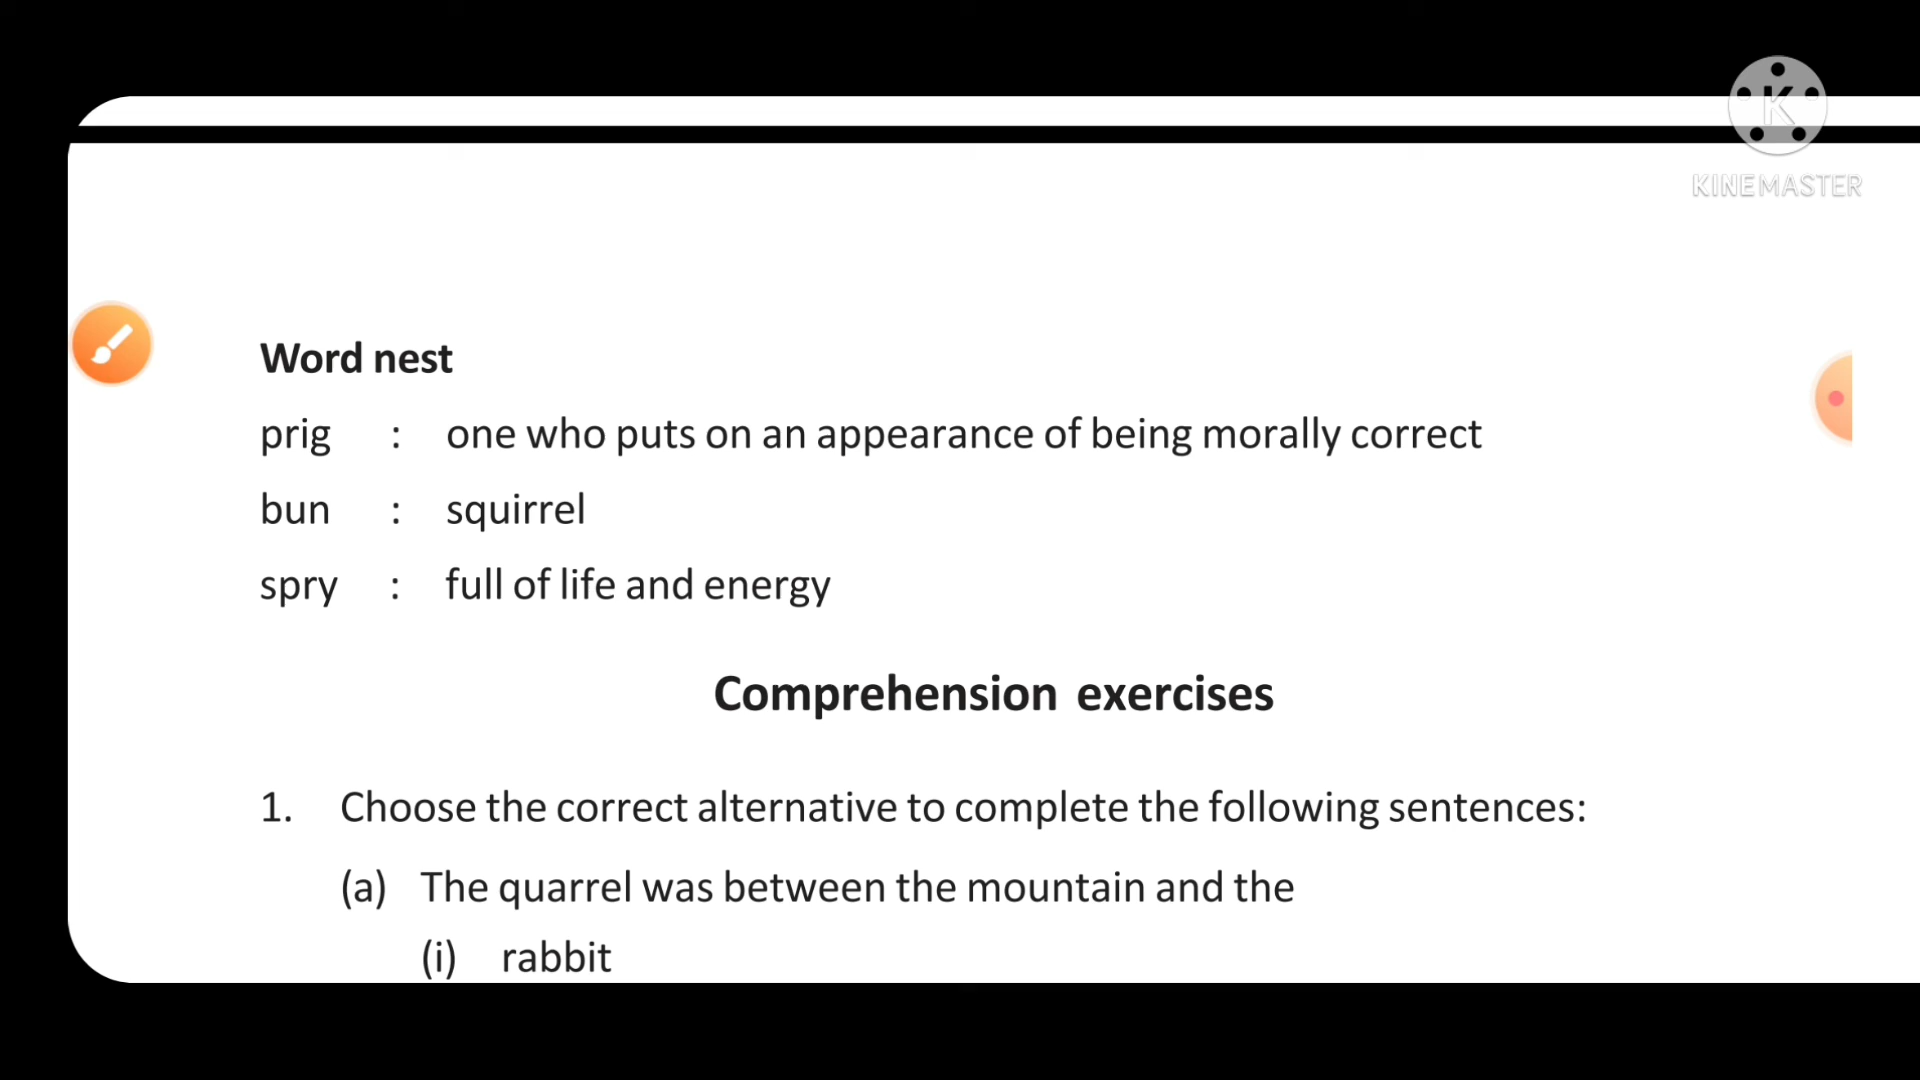 K
KINEMASTER
Word nest
prig : one who puts on an appearance of being morally correct
bun : squirrel
spry : full of life and energy
Comprehension exercises
1. Choose the correct alternative to complete the following sentences:
(a) The quarrel was between the mountain and the
(i) rabbit